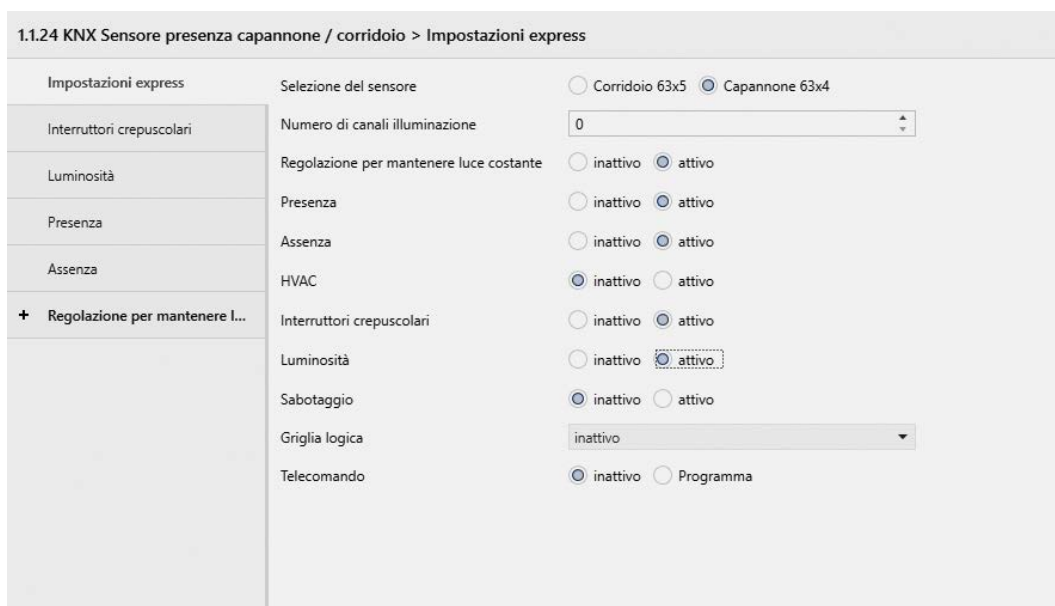 1.1.24 KNX Sensore presenza capannone / corridoio > Impostazioni express
Impostazioni express
Interruttori crepuscolari
Luminosità
Presenza
Assenza
+ Regolazione per mantenere l...
Selezione del sensore Corridoio 63x5 Capannone 63x4
Numero di canali illuminazione 0
Regolazione per mantenere luce costante inattivo attivo
Presenza inattivo attivo
Assenza inattivo attivo
HVAC inattivo attivo
Interruttori crepuscolari inattivo attivo
Luminosità inattivo attivo
Sabotaggio inattivo attivo
Griglia logica inattivo
Telecomando inattivo Programma